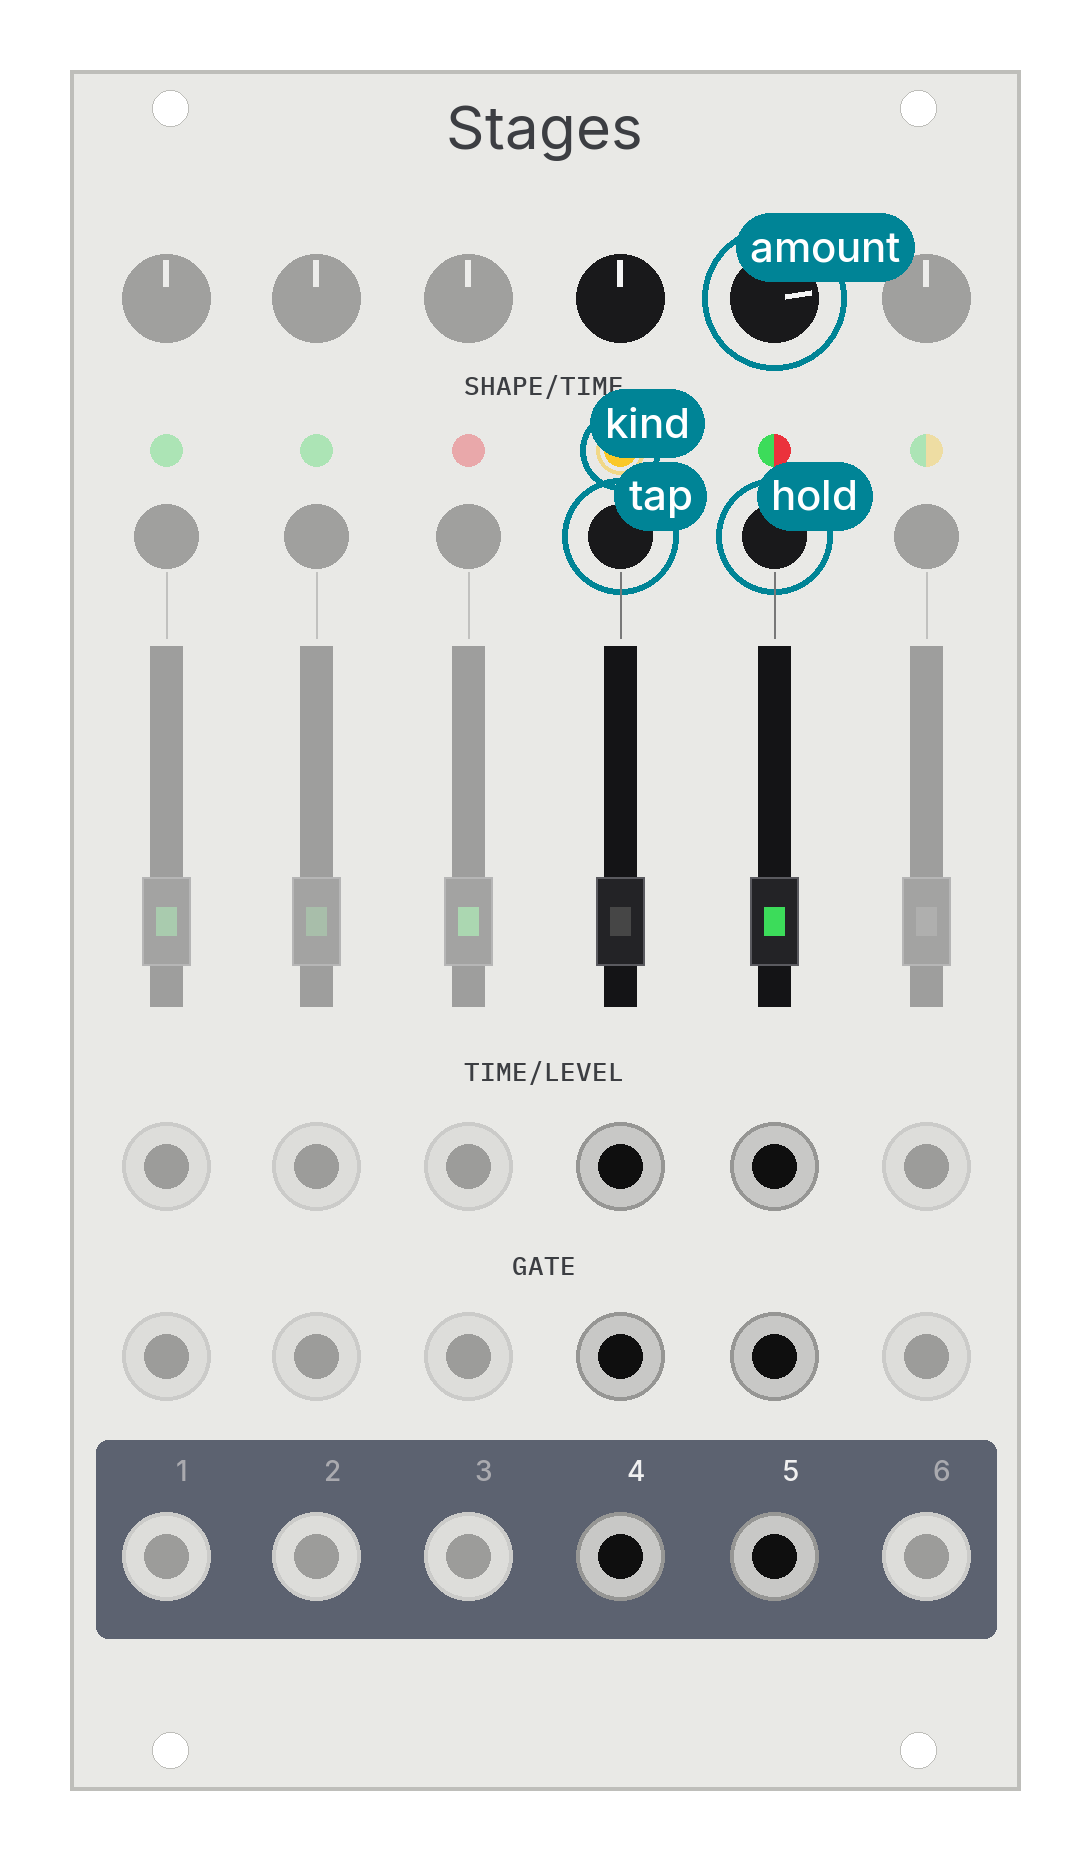 Stages
amount
SHAPE/TIME
kind
tap
hold
TIME/LEVEL
GATE
1 2 3 4 5 6